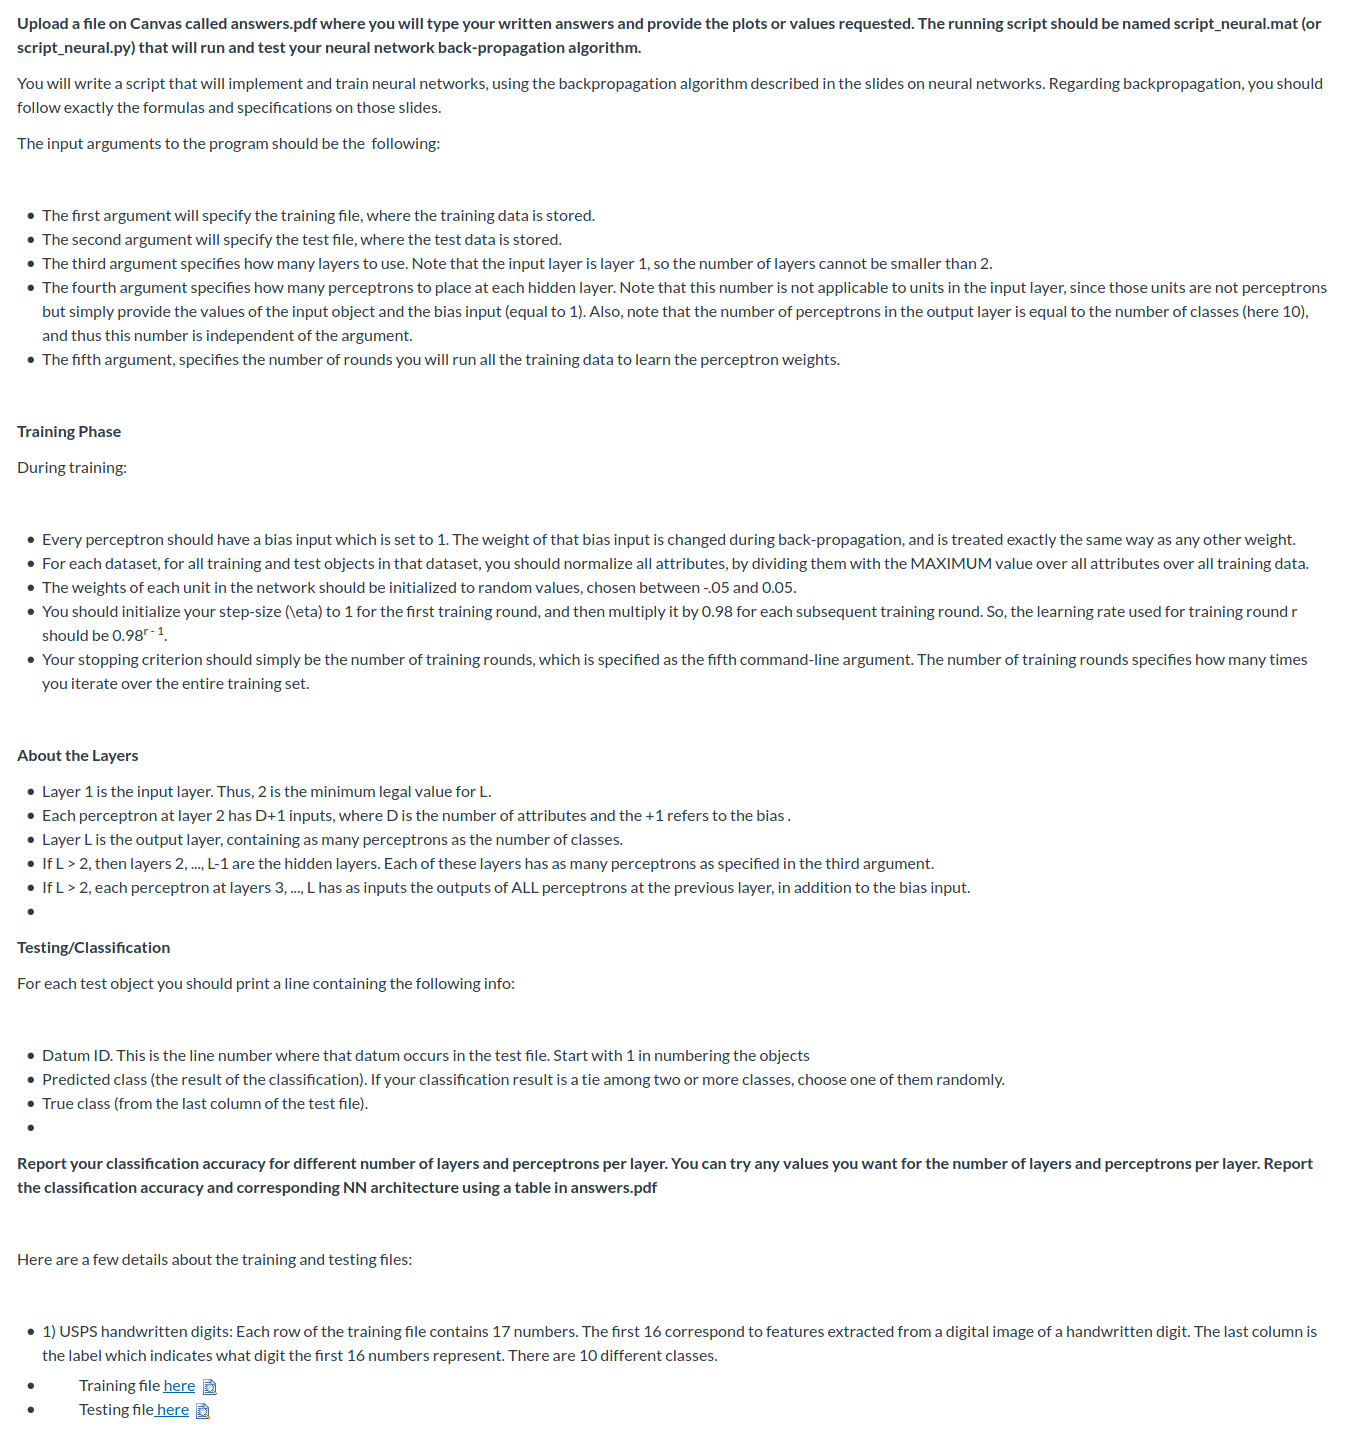 Upload a file on Canvas called answers.pdf where you will type your written answers and provide the plots or values requested. The running script should be named script_neural.mat (or
script_neural.py) that will run and test your neural network back-propagation algorithm.
You will write a script that will implement and train neural networks, using the backpropagation algorithm described in the slides on neural networks. Regarding backpropagation, you should
follow exactly the formulas and specifications on those slides.
The input arguments to the program should be the  following:
• The first argument will specify the training file, where the training data is stored.
• The second argument will specify the test file, where the test data is stored.
• The third argument specifies how many layers to use. Note that the input layer is layer 1, so the number of layers cannot be smaller than 2.
• The fourth argument specifies how many perceptrons to place at each hidden layer. Note that this number is not applicable to units in the input layer, since those units are not perceptrons
but simply provide the values of the input object and the bias input (equal to 1). Also, note that the number of perceptrons in the output layer is equal to the number of classes (here 10),
and thus this number is independent of the argument.
• The fifth argument, specifies the number of rounds you will run all the training data to learn the perceptron weights.
Training Phase
During training:
• Every perceptron should have a bias input which is set to 1. The weight of that bias input is changed during back-propagation, and is treated exactly the same way as any other weight.
• For each dataset, for all training and test objects in that dataset, you should normalize all attributes, by dividing them with the MAXIMUM value over all attributes over all training data.
• The weights of each unit in the network should be initialized to random values, chosen between -.05 and 0.05.
• You should initialize your step-size (\eta) to 1 for the first training round, and then multiply it by 0.98 for each subsequent training round. So, the learning rate used for training round r
should be 0.98^(r - 1).
• Your stopping criterion should simply be the number of training rounds, which is specified as the fifth command-line argument. The number of training rounds specifies how many times
you iterate over the entire training set.
About the Layers
• Layer 1 is the input layer. Thus, 2 is the minimum legal value for L.
• Each perceptron at layer 2 has D+1 inputs, where D is the number of attributes and the +1 refers to the bias .
• Layer L is the output layer, containing as many perceptrons as the number of classes.
• If L > 2, then layers 2, ..., L-1 are the hidden layers. Each of these layers has as many perceptrons as specified in the third argument.
• If L > 2, each perceptron at layers 3, ..., L has as inputs the outputs of ALL perceptrons at the previous layer, in addition to the bias input.
•
Testing/Classification
For each test object you should print a line containing the following info:
• Datum ID. This is the line number where that datum occurs in the test file. Start with 1 in numbering the objects
• Predicted class (the result of the classification). If your classification result is a tie among two or more classes, choose one of them randomly.
• True class (from the last column of the test file).
•
Report your classification accuracy for different number of layers and perceptrons per layer. You can try any values you want for the number of layers and perceptrons per layer. Report
the classification accuracy and corresponding NN architecture using a table in answers.pdf
Here are a few details about the training and testing files:
• 1) USPS handwritten digits: Each row of the training file contains 17 numbers. The first 16 correspond to features extracted from a digital image of a handwritten digit. The last column is
the label which indicates what digit the first 16 numbers represent. There are 10 different classes.
• Training file here
• Testing file here